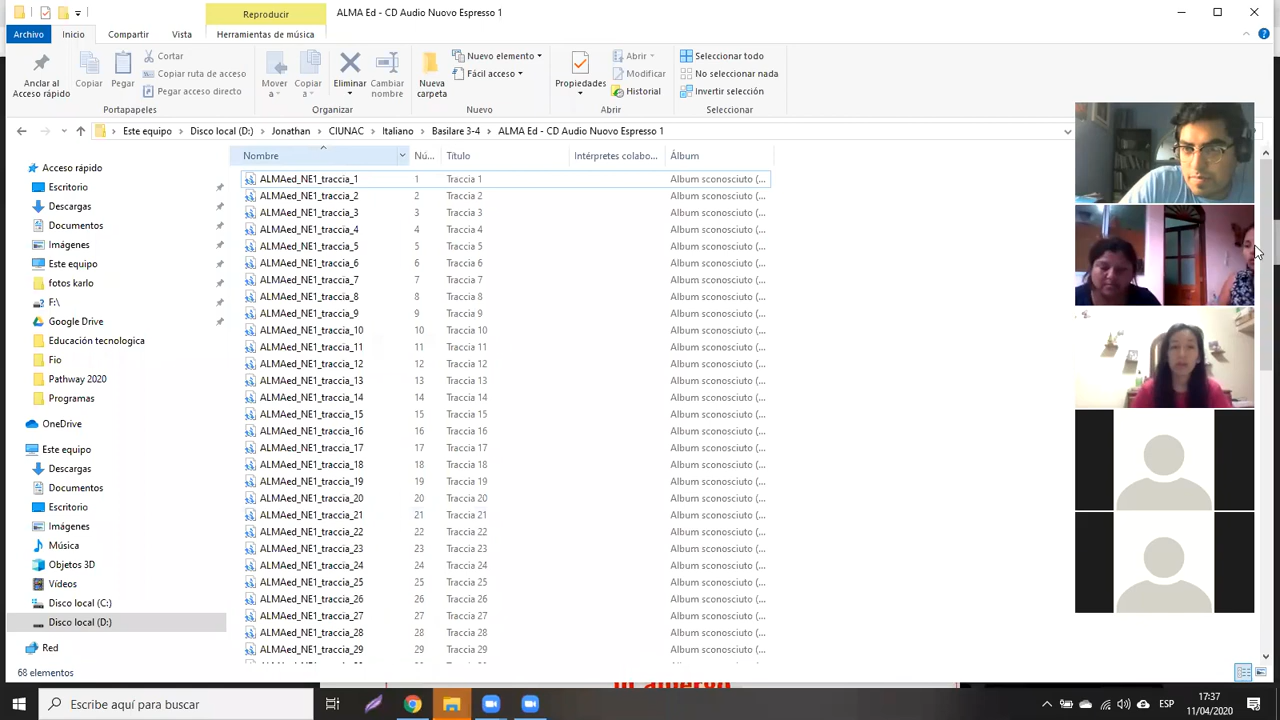 Reproducir
ALMA Ed - CD Audio Nuovo Espresso 1
Archivo Inicio Compartir Vista Herramientas de música
Anclar al Acceso rápido
Copiar
Pegar
Cortar
Copiar ruta de acceso
Pegar acceso directo
Portapapeles
Mover a
Copiar a
Eliminar
Cambiar nombre
Organizar
Nueva carpeta
Nuevo elemento
Fácil acceso
Nuevo
Propiedades
Abrir
Modificar
Historial
Abrir
Seleccionar todo
No seleccionar nada
Invertir selección
Seleccionar
Este equipo > Disco local (D:) > Jonathan > CIUNAC > Italiano > Basilare 3-4 > ALMA Ed - CD Audio Nuovo Espresso 1
Acceso rápido
Escritorio
Descargas
Documentos
Imágenes
Este equipo
fotos karlo
F:\
Google Drive
Educación tecnologica
Fio
Pathway 2020
Programas
OneDrive
Este equipo
Descargas
Documentos
Escritorio
Imágenes
Música
Objetos 3D
Vídeos
Disco local (C:)
Disco local (D:)
Red
Nombre Nú... Título Intérpretes colabo... Álbum
ALMAed_NE1_traccia_1 1 Traccia 1 Album sconosciuto (...
ALMAed_NE1_traccia_2 2 Traccia 2 Album sconosciuto (...
ALMAed_NE1_traccia_3 3 Traccia 3 Album sconosciuto (...
ALMAed_NE1_traccia_4 4 Traccia 4 Album sconosciuto (...
ALMAed_NE1_traccia_5 5 Traccia 5 Album sconosciuto (...
ALMAed_NE1_traccia_6 6 Traccia 6 Album sconosciuto (...
ALMAed_NE1_traccia_7 7 Traccia 7 Album sconosciuto (...
ALMAed_NE1_traccia_8 8 Traccia 8 Album sconosciuto (...
ALMAed_NE1_traccia_9 9 Traccia 9 Album sconosciuto (...
ALMAed_NE1_traccia_10 10 Traccia 10 Album sconosciuto (...
ALMAed_NE1_traccia_11 11 Traccia 11 Album sconosciuto (...
ALMAed_NE1_traccia_12 12 Traccia 12 Album sconosciuto (...
ALMAed_NE1_traccia_13 13 Traccia 13 Album sconosciuto (...
ALMAed_NE1_traccia_14 14 Traccia 14 Album sconosciuto (...
ALMAed_NE1_traccia_15 15 Traccia 15 Album sconosciuto (...
ALMAed_NE1_traccia_16 16 Traccia 16 Album sconosciuto (...
ALMAed_NE1_traccia_17 17 Traccia 17 Album sconosciuto (...
ALMAed_NE1_traccia_18 18 Traccia 18 Album sconosciuto (...
ALMAed_NE1_traccia_19 19 Traccia 19 Album sconosciuto (...
ALMAed_NE1_traccia_20 20 Traccia 20 Album sconosciuto (...
ALMAed_NE1_traccia_21 21 Traccia 21 Album sconosciuto (...
ALMAed_NE1_traccia_22 22 Traccia 22 Album sconosciuto (...
ALMAed_NE1_traccia_23 23 Traccia 23 Album sconosciuto (...
ALMAed_NE1_traccia_24 24 Traccia 24 Album sconosciuto (...
ALMAed_NE1_traccia_25 25 Traccia 25 Album sconosciuto (...
ALMAed_NE1_traccia_26 26 Traccia 26 Album sconosciuto (...
ALMAed_NE1_traccia_27 27 Traccia 27 Album sconosciuto (...
ALMAed_NE1_traccia_28 28 Traccia 28 Album sconosciuto (...
ALMAed_NE1_traccia_29 29 Traccia 29 Album sconosciuto (...
68 elementos
Escribe aquí para buscar
ESP
17:37
11/04/2020